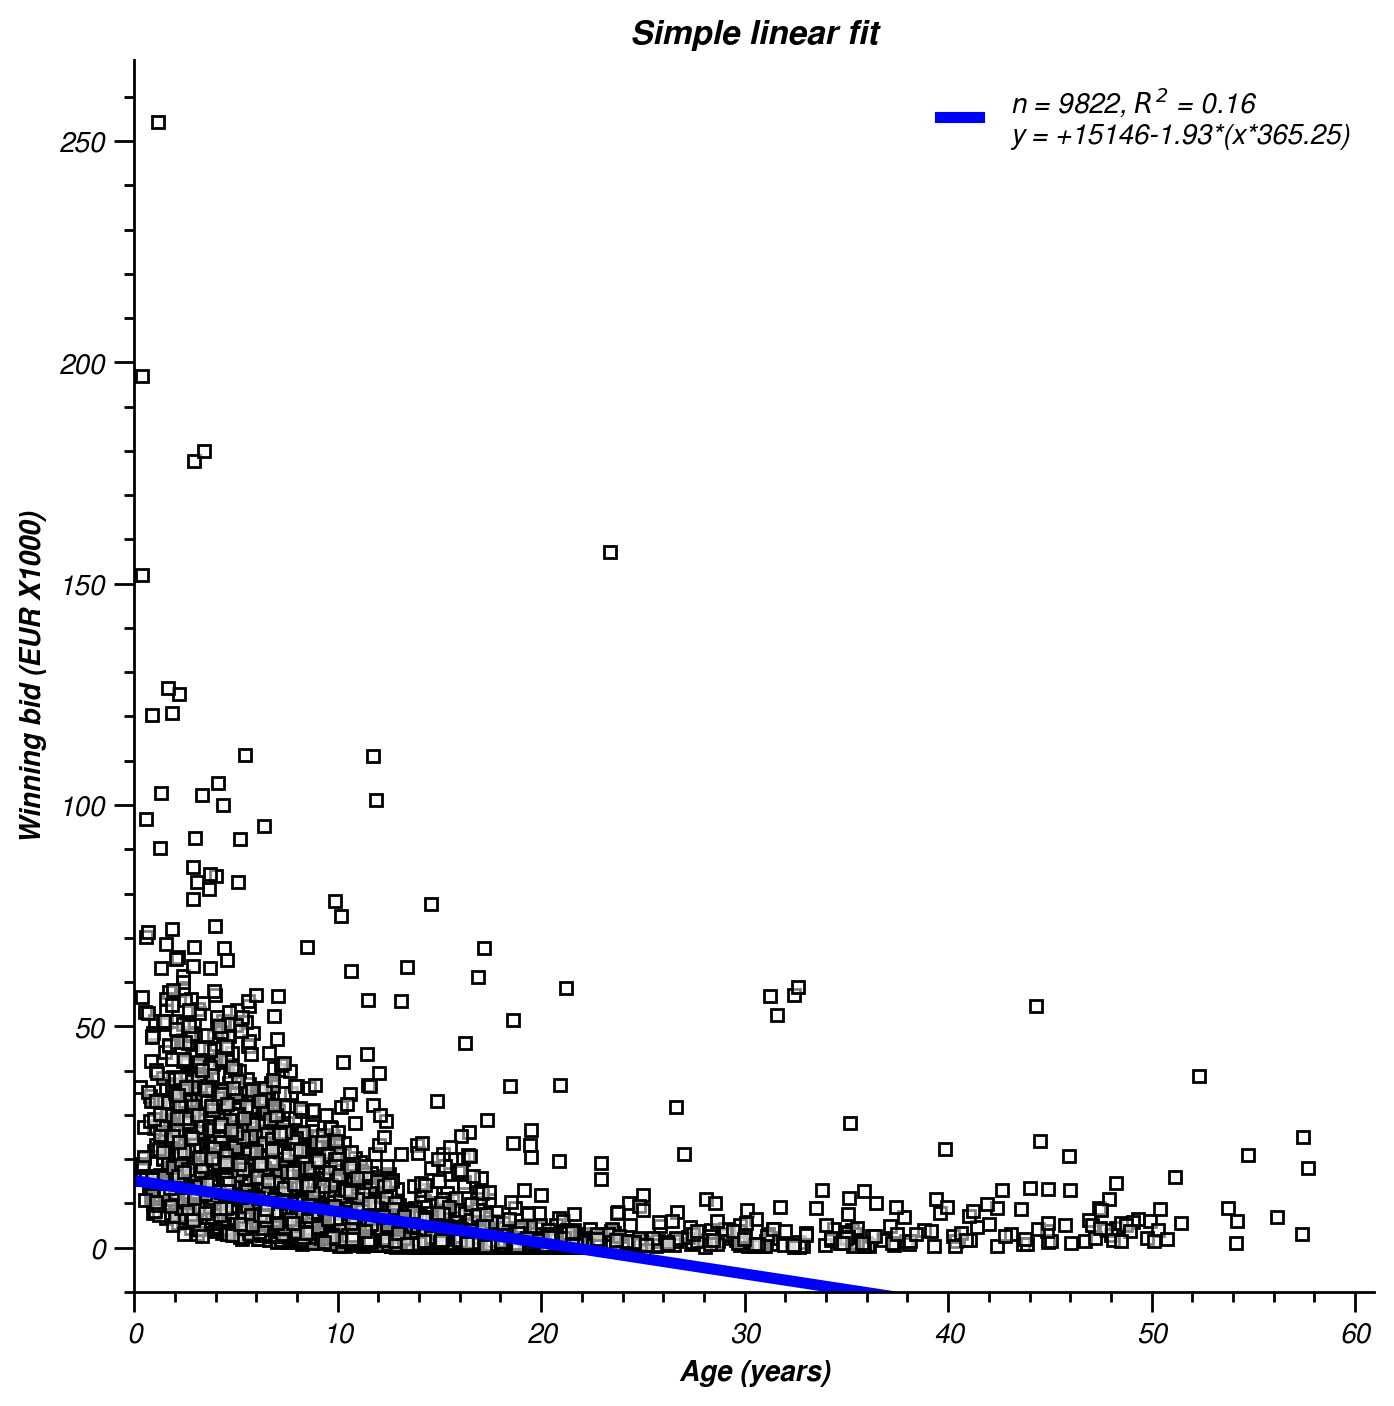 Simple linear fit
n = 9822, R² = 0.16
y = +15146-1.93*(x*365.25)
Winning bid (EUR X1000)
250
200
150
100
50
0
0 10 20 30 40 50 60
Age (years)